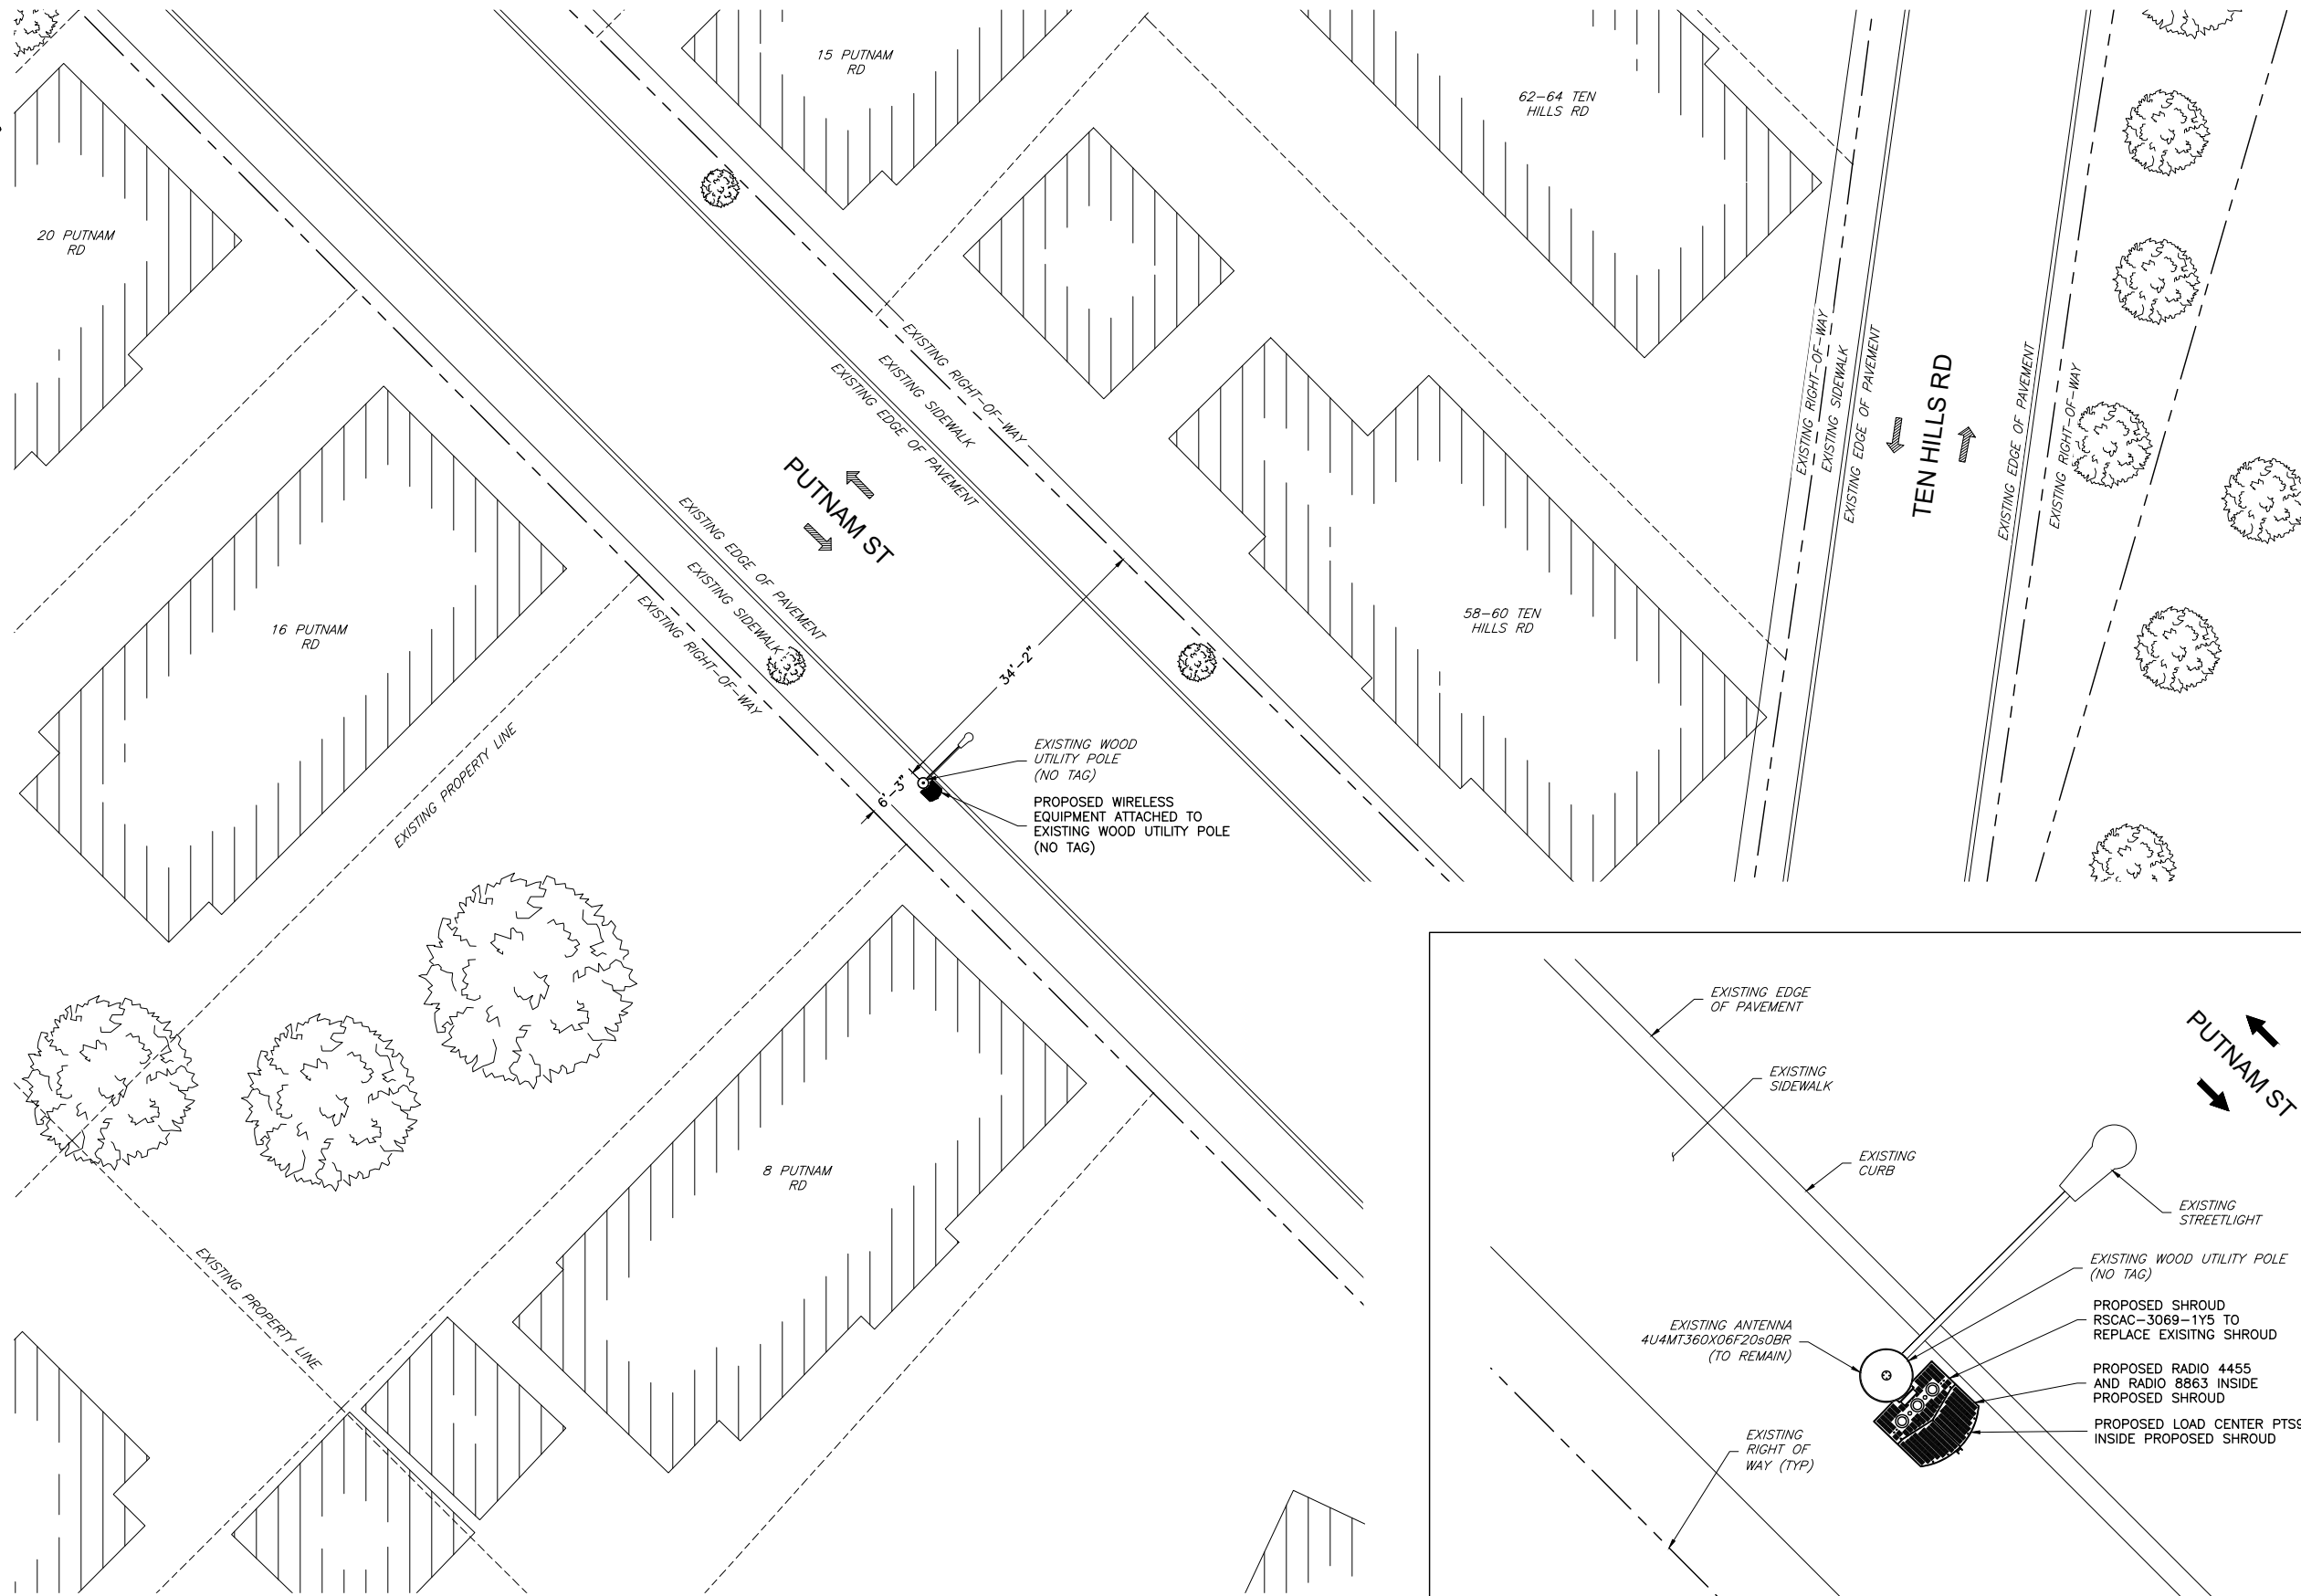 15 PUTNAM
RD
62-64 TEN
HILLS RD
20 PUTNAM
RD
EXISTING RIGHT-OF-WAY
EXISTING SIDEWALK
EXISTING EDGE OF PAVEMENT
PUTNAM ST
EXISTING EDGE OF PAVEMENT
EXISTING SIDEWALK
EXISTING RIGHT-OF-WAY
EXISTING RIGHT-OF-WAY
EXISTING SIDEWALK
EXISTING EDGE OF PAVEMENT
TEN HILLS RD
EXISTING EDGE OF PAVEMENT
EXISTING RIGHT-OF-WAY
16 PUTNAM
RD
58-60 TEN
HILLS RD
34'-2"
6'-3"
EXISTING WOOD
UTILITY POLE
(NO TAG)
PROPOSED WIRELESS
EQUIPMENT ATTACHED TO
EXISTING WOOD UTILITY POLE
(NO TAG)
EXISTING PROPERTY LINE
8 PUTNAM
RD
EXISTING PROPERTY LINE
EXISTING EDGE
OF PAVEMENT
PUTNAM ST
EXISTING
SIDEWALK
EXISTING
CURB
EXISTING
STREETLIGHT
EXISTING WOOD UTILITY POLE
(NO TAG)
PROPOSED SHROUD
RSCAC-3069-1Y5 TO
REPLACE EXISITNG SHROUD
EXISTING ANTENNA
4U4MT360X06F20s0BR
(TO REMAIN)
PROPOSED RADIO 4455
AND RADIO 8863 INSIDE
PROPOSED SHROUD
PROPOSED LOAD CENTER PTS9
INSIDE PROPOSED SHROUD
EXISTING
RIGHT OF
WAY (TYP)